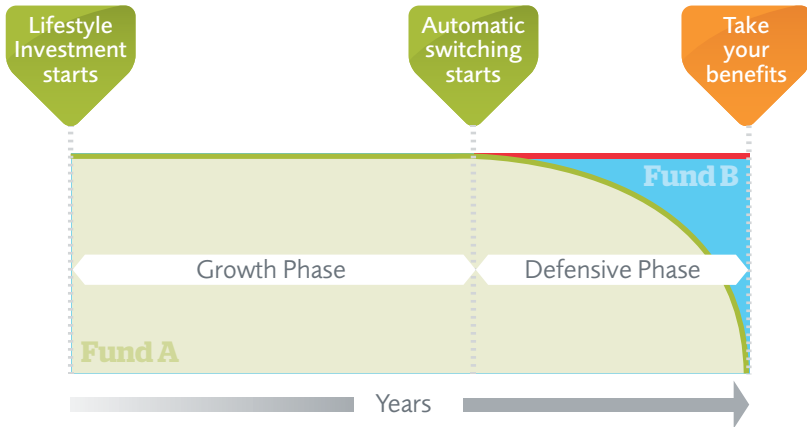 Lifestyle
Investment
starts
Automatic
switching
starts
Take
your
benefits
Fund B
Growth Phase
Defensive Phase
Fund A
Years